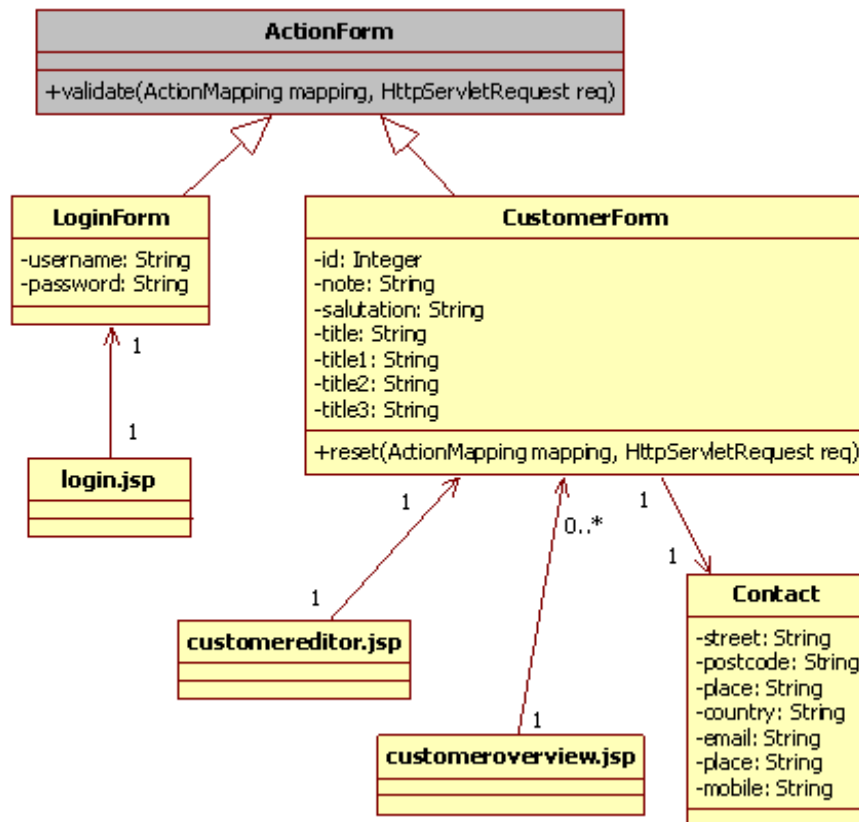 ActionForm
+validate(ActionMapping mapping, HttpServletRequest req)
LoginForm
-username: String
-password: String
CustomerForm
-id: Integer
-note: String
-salutation: String
-title: String
-title1: String
-title2: String
-title3: String
+reset(ActionMapping mapping, HttpServletRequest req)
1
1
login.jsp
1
0..*
1
1
1
customereditor.jsp
1
customeroverview.jsp
Contact
-street: String
-postcode: String
-place: String
-country: String
-email: String
-place: String
-mobile: String